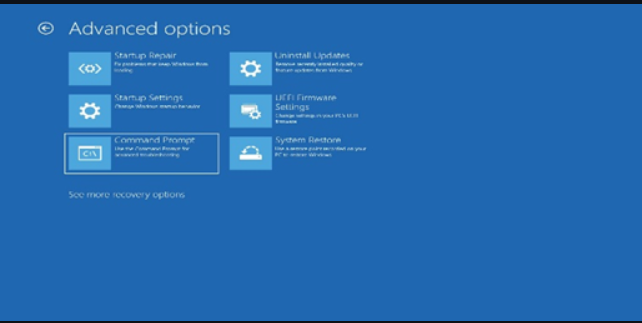 Advanced options
Startup Repair
Fix problems that keep Windows from
loading
Uninstall Updates
Remove recently installed quality or
feature updates from Windows
Startup Settings
Change Windows startup behavior
UEFI Firmware
Settings
Change settings in your PC's UEFI
firmware
Command Prompt
Use the Command Prompt for
advanced troubleshooting
C:\
System Restore
Use a restore point recorded on your
PC to restore Windows
See more recovery options